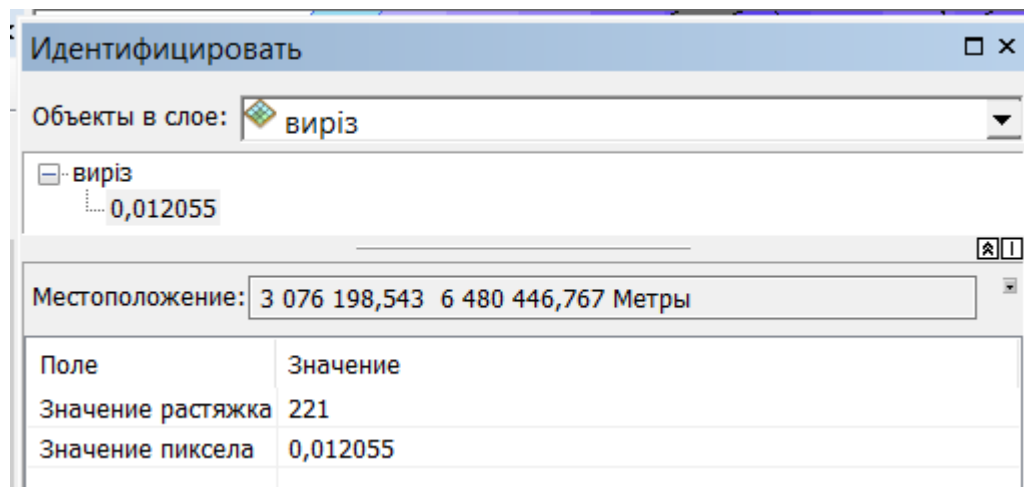 Идентифицировать
Объекты в слое: виріз
виріз
0,012055
Местоположение: 3 076 198,543 6 480 446,767 Метры
Поле Значение
Значение растяжка 221
Значение пиксела 0,012055